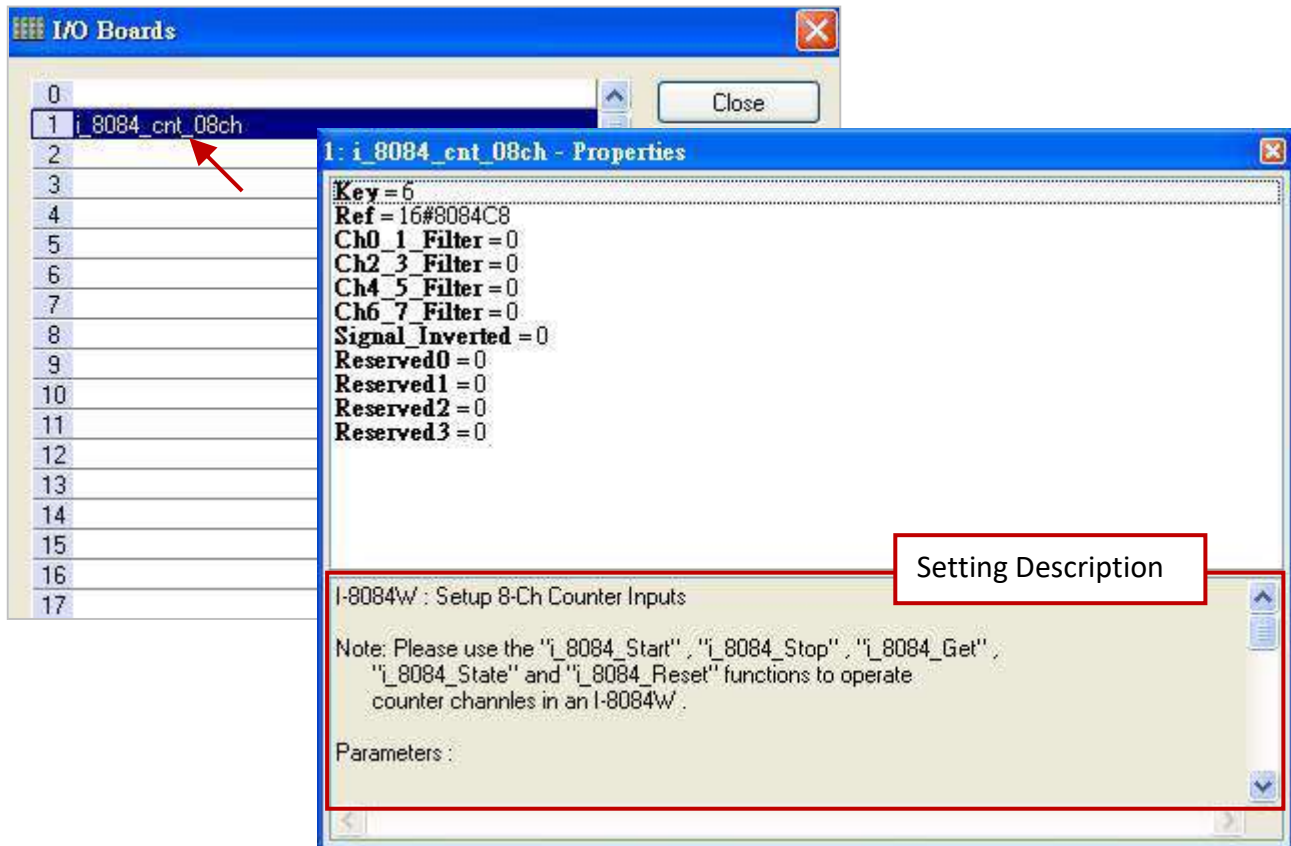 I/O Boards
0
1 i_8084_cnt_08ch
2
3
4
5
6
7
8
9
10
11
12
13
14
15
16
17
Close
1: i_8084_cnt_08ch - Properties
Key = 6
Ref = 16#8084C8
Ch0_1_Filter = 0
Ch2_3_Filter = 0
Ch4_5_Filter = 0
Ch6_7_Filter = 0
Signal_Inverted = 0
Reserved0 = 0
Reserved1 = 0
Reserved2 = 0
Reserved3 = 0
Setting Description
I-8084W : Setup 8-Ch Counter Inputs
Note: Please use the "i_8084_Start" , "i_8084_Stop" , "i_8084_Get" ,
"i_8084_State" and "i_8084_Reset" functions to operate
counter channles in an I-8084W .
Parameters :